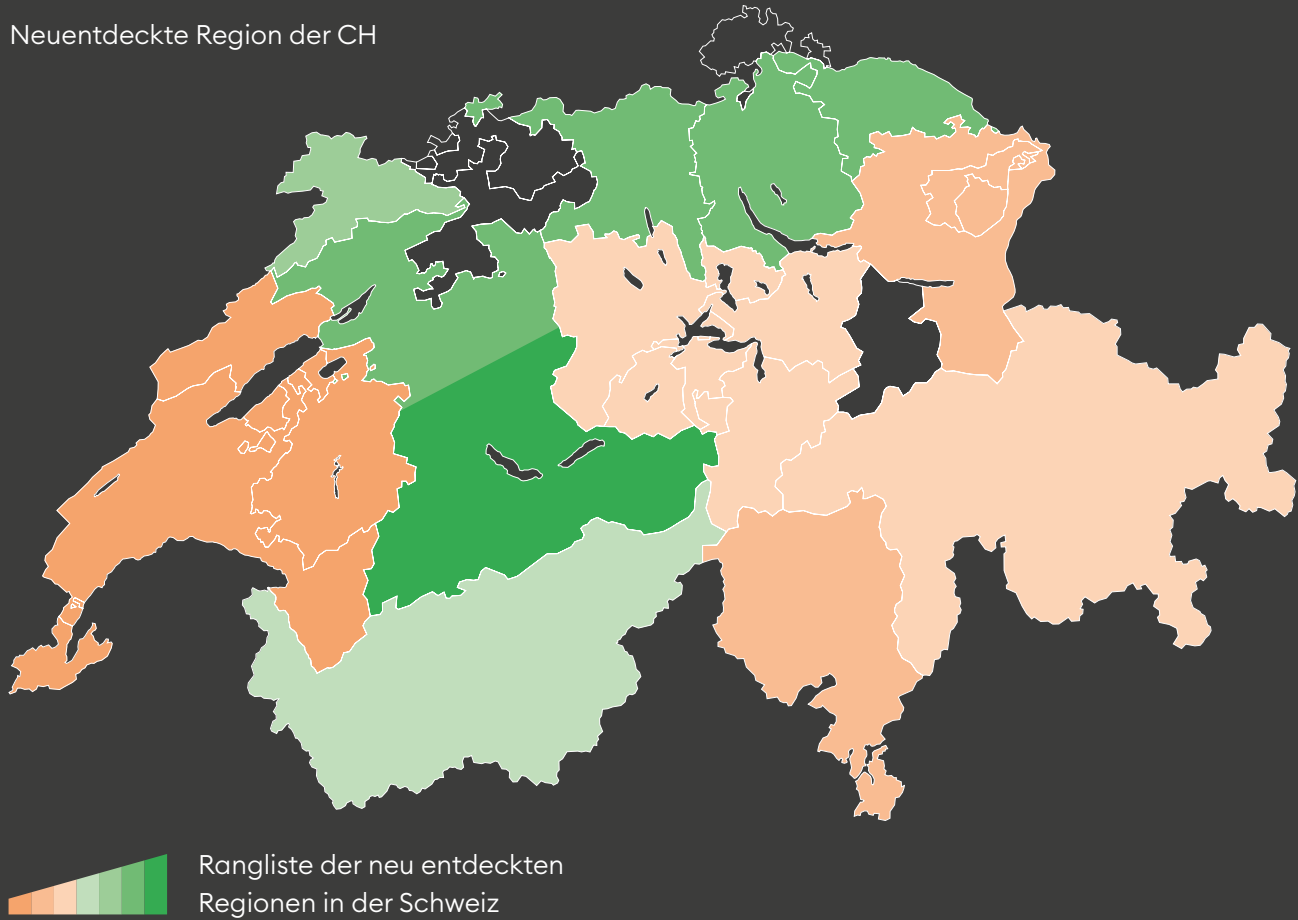 Neuentdeckte Region der CH
Rangliste der neu entdeckten
Regionen in der Schweiz